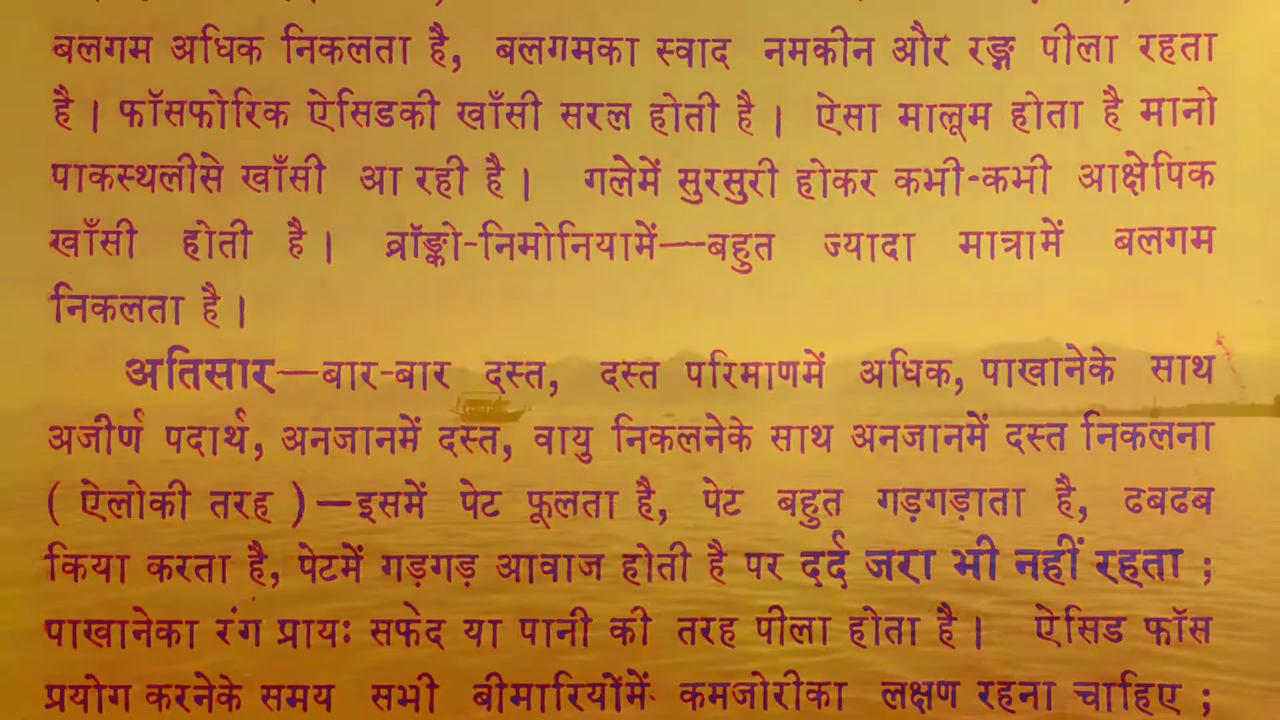 बलगम अधिक निकलता है, बलगमका स्वाद नमकीन और रङ्ग पीला रहता
है । फॉसफोरिक ऐसिडकी खाँसी सरल होती है । ऐसा मालूम होता है मानो
पाकस्थलीसे खाँसी आ रही है । गलेमें सुरसुरी होकर कभी-कभी आक्षेपिक
खाँसी होती है । ब्रॉङ्को-निमोनियामें—बहुत ज्यादा मात्रामें बलगम
निकलता है ।
अतिसार—बार-बार दस्त, दस्त परिमाणमें अधिक, पाखानेके साथ
अजीर्ण पदार्थ, अनजानमें दस्त, वायु निकलनेके साथ अनजानमें दस्त निकलना
( ऐलोकी तरह )—इसमें पेट फूलता है, पेट बहुत गड़गड़ाता है, ढबढब
किया करता है, पेटमें गड़गड़ आवाज होती है पर दर्द जरा भी नहीं रहता ;
पाखानेका रंग प्रायः सफेद या पानी की तरह पीला होता है । ऐसिड फॉस
प्रयोग करनेके समय सभी बीमारियोंमें कमजोरीका लक्षण रहना चाहिए ;